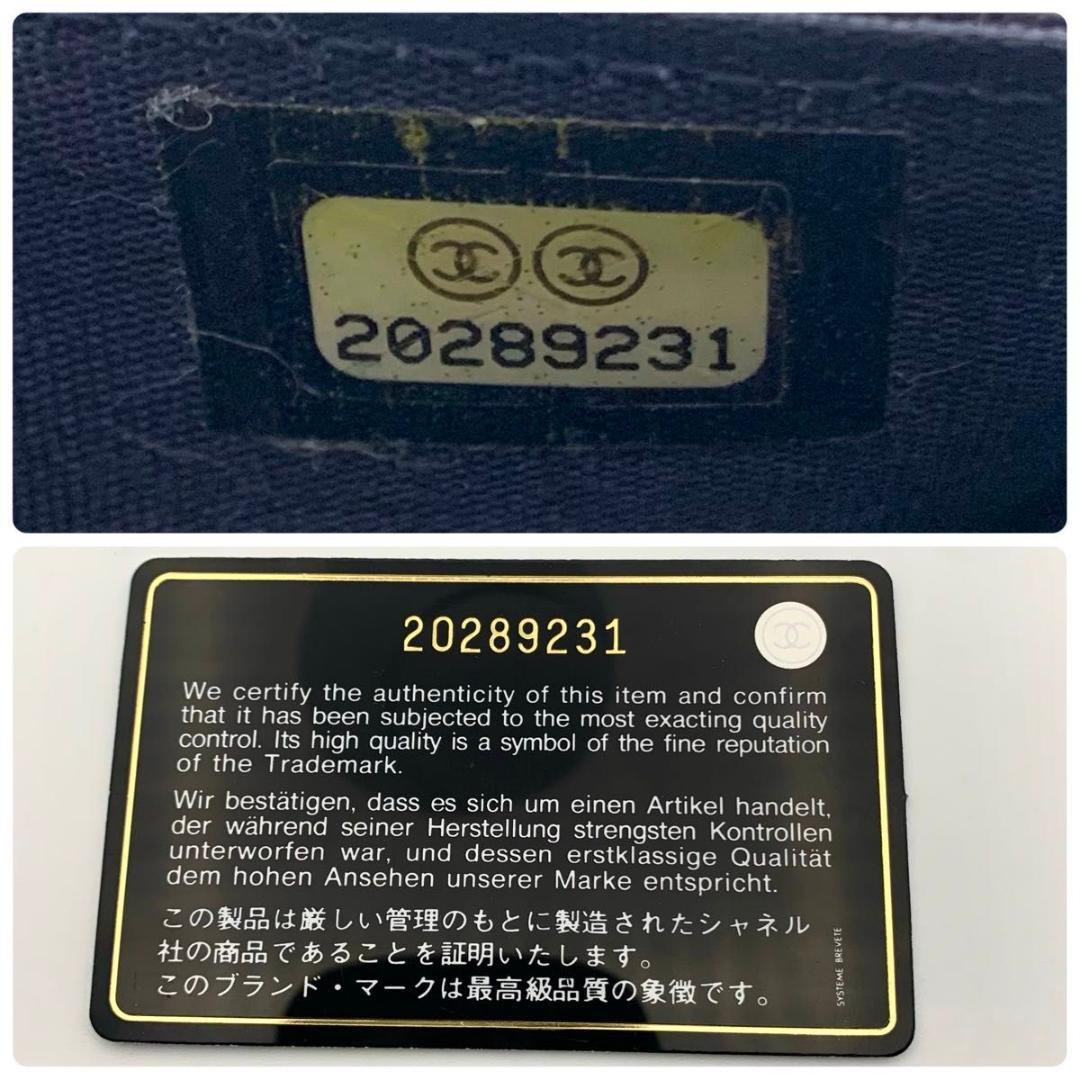 20289231
20289231
We certify the authenticity of this item and confirm
that it has been subjected to the most exacting quality
control. Its high quality is a symbol of the fine reputation
of the Trademark.
Wir bestätigen, dass es sich um einen Artikel handelt,
der während seiner Herstellung strengsten Kontrollen
unterworfen war, und dessen erstklassige Qualität
dem hohen Ansehen unserer Marke entspricht.
この製品は厳しい管理のもとに製造されたシャネル
社の商品であることを証明いたします。
このブランド・マークは最高級品質の象徴です。
SYSTEME BREVETE